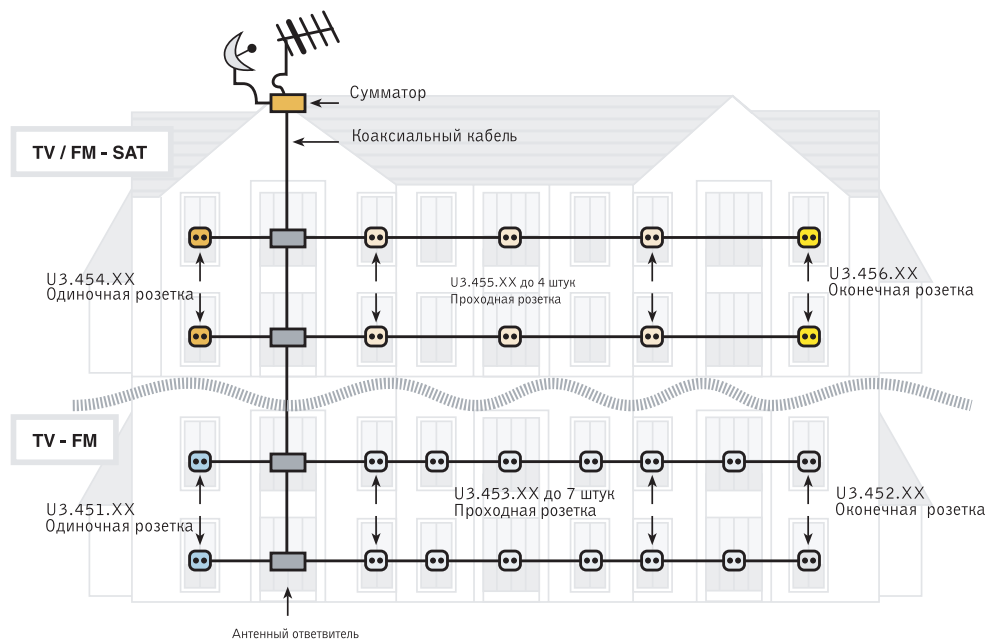 Сумматор
Коаксиальный кабель
TV / FM - SAT
U3.454.XX
Одиночная розетка
U3.455.XX до 4 штук
Проходная розетка
U3.456.XX
Оконечная розетка
TV - FM
U3.451.XX
Одиночная розетка
U3.453.XX до 7 штук
Проходная розетка
U3.452.XX
Оконечная розетка
Антенный ответвитель